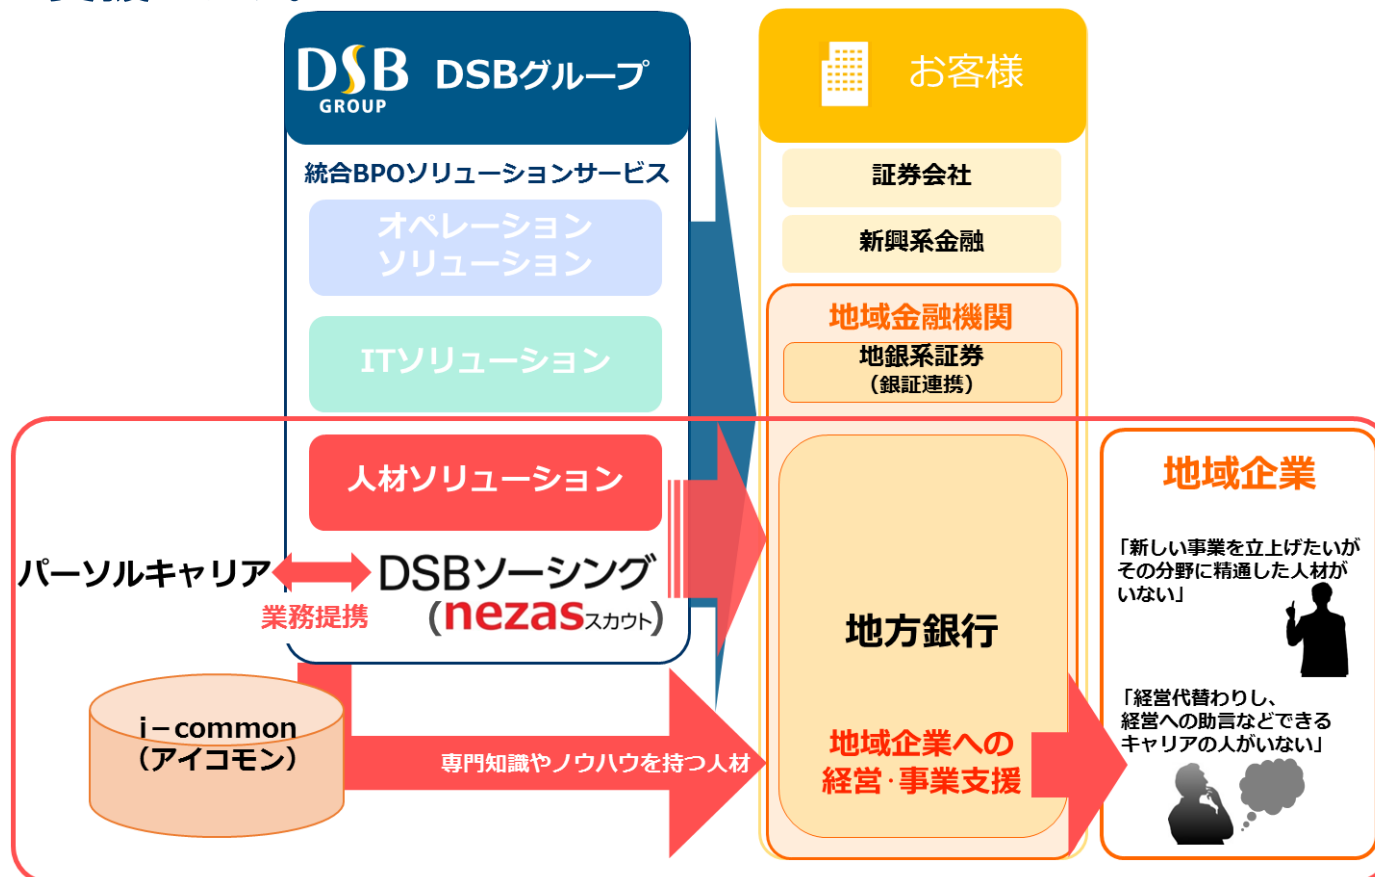 DSB
GROUP
DSBグループ
統合BPOソリューションサービス
オペレーション
ソリューション
ITソリューション
人材ソリューション
パーソルキャリア
業務提携
DSBソーシング
(nezasスカウト)
i－common
（アイコモン）
専門知識やノウハウを持つ人材
お客様
証券会社
新興系金融
地域金融機関
地銀系証券
（銀証連携）
地方銀行
地域企業への
経営・事業支援
地域企業
「新しい事業を立上げたいが
その分野に精通した人材が
いない」
「経営代替わりし、
経営への助言などできる
キャリアの人がいない」